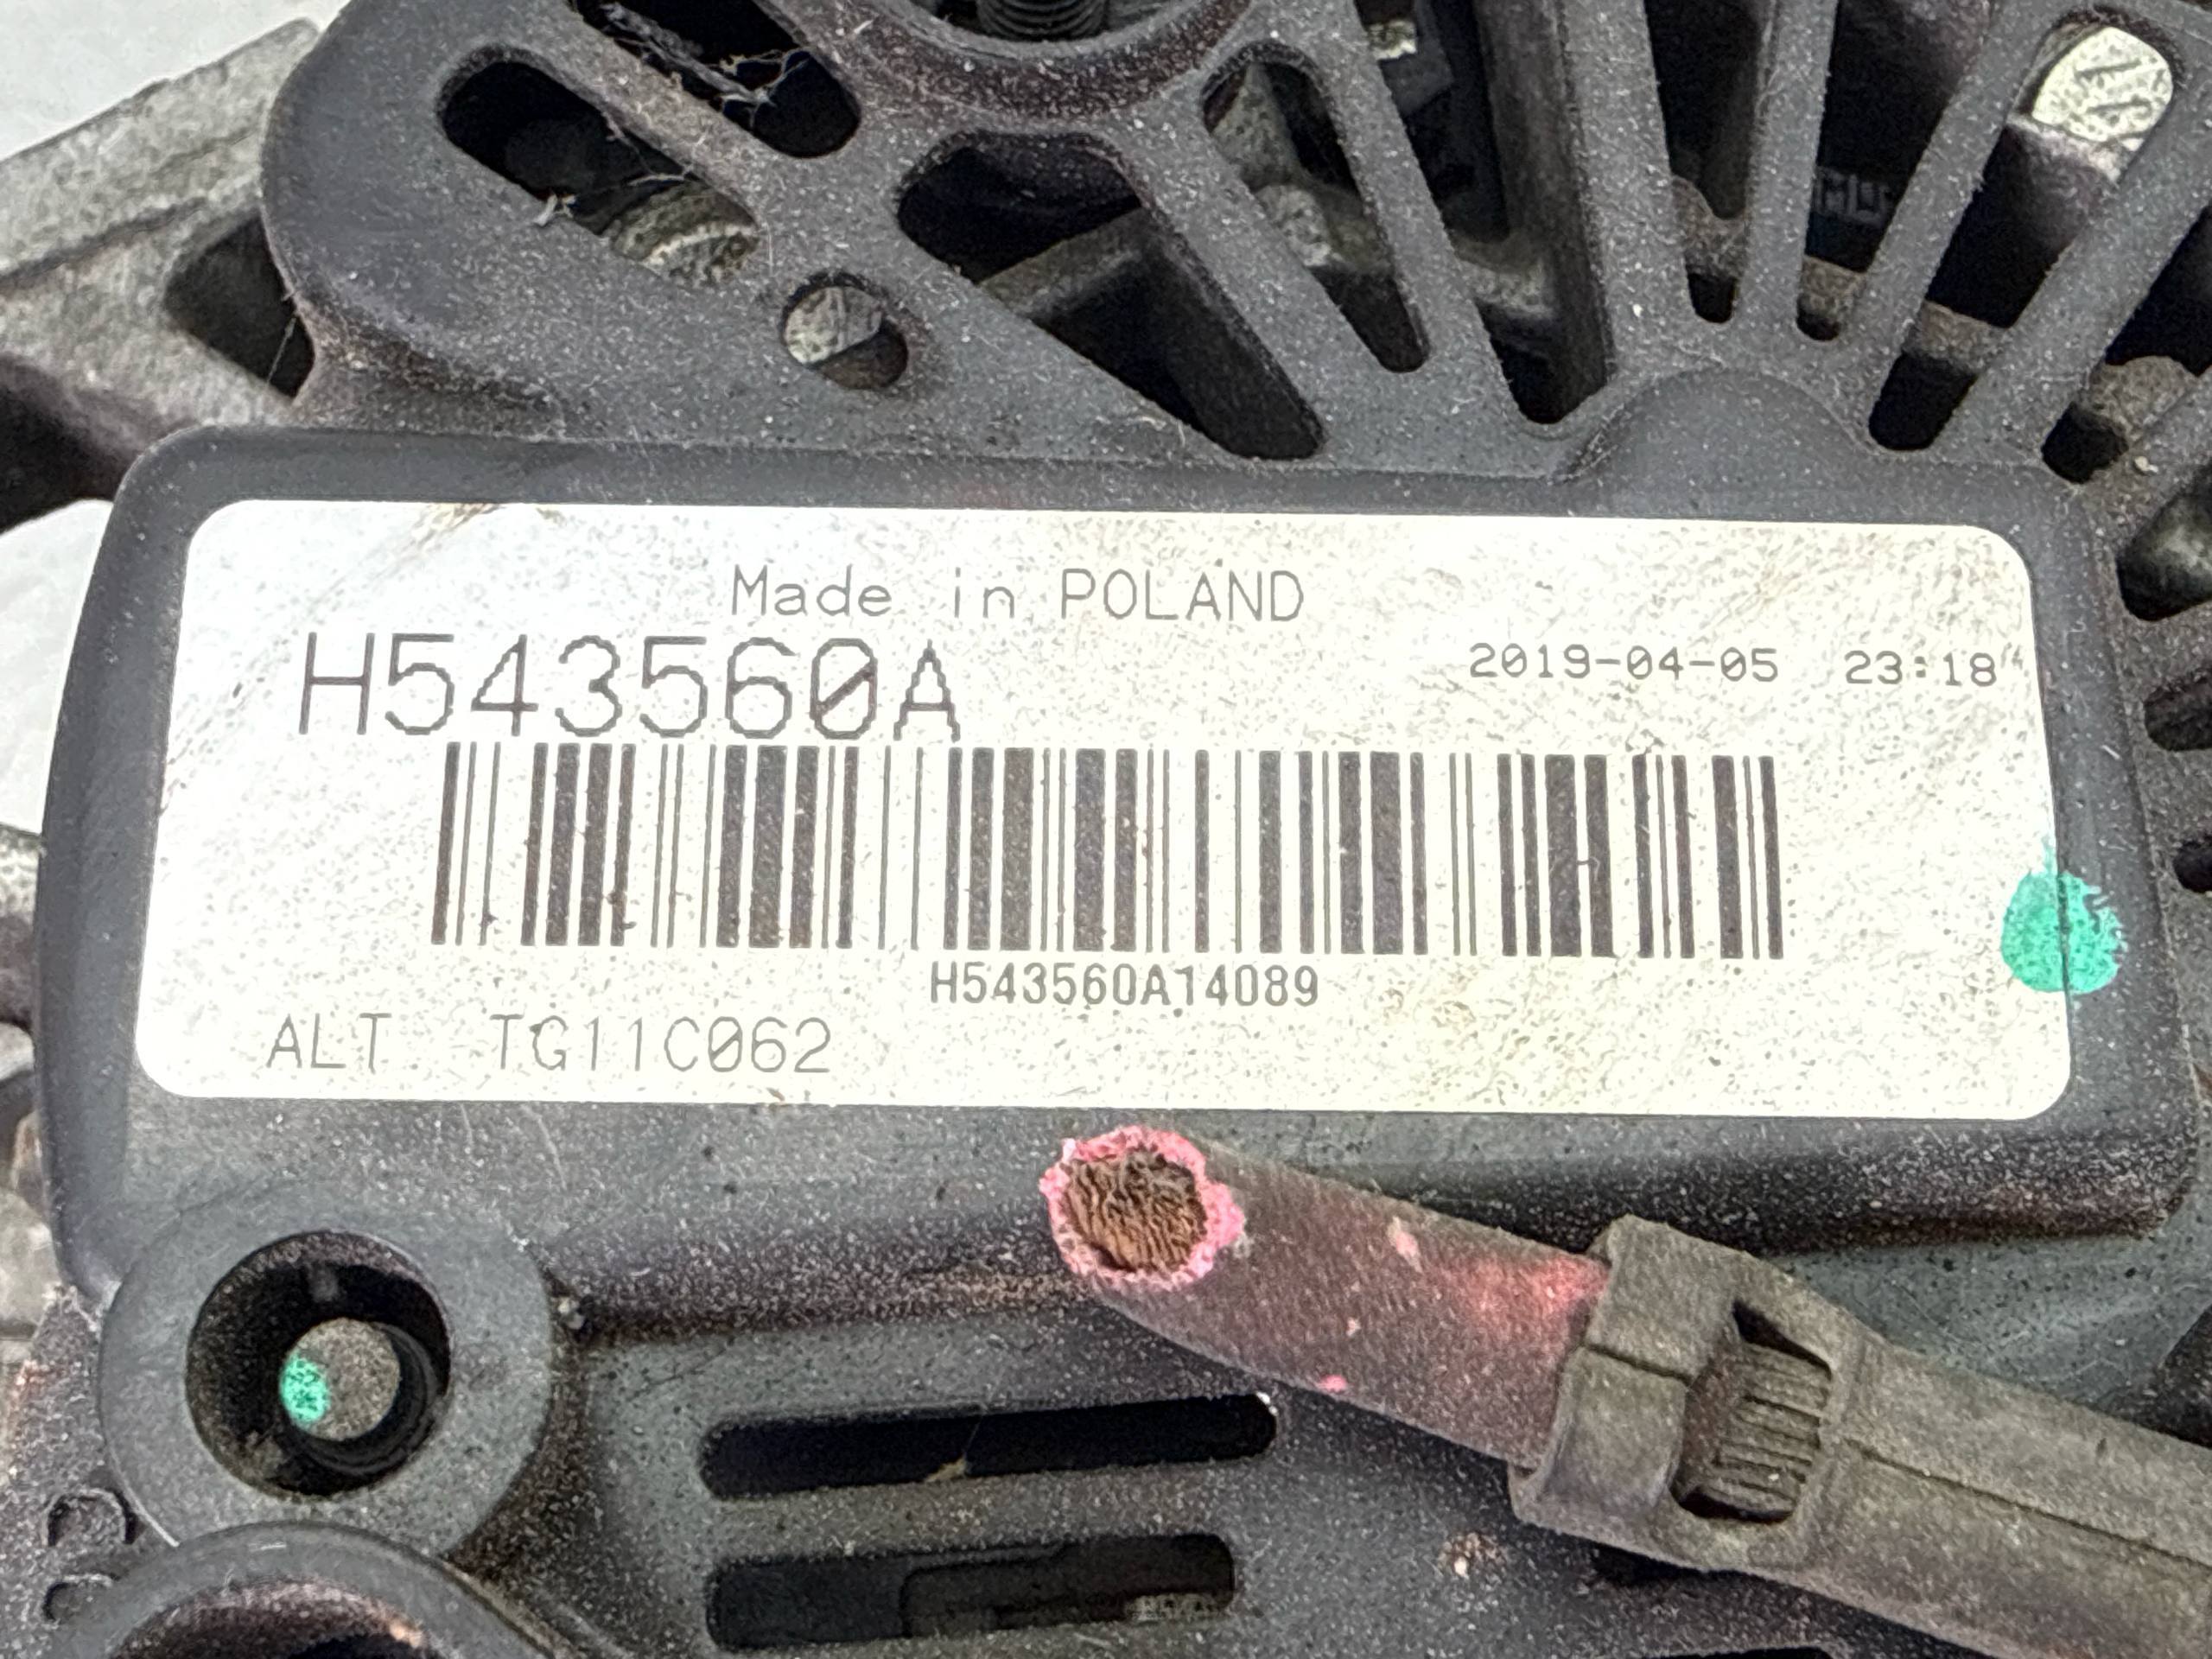 Made in POLAND
H543560A 2019-04-05 23:18
H543560A14089
ALT TG11C062